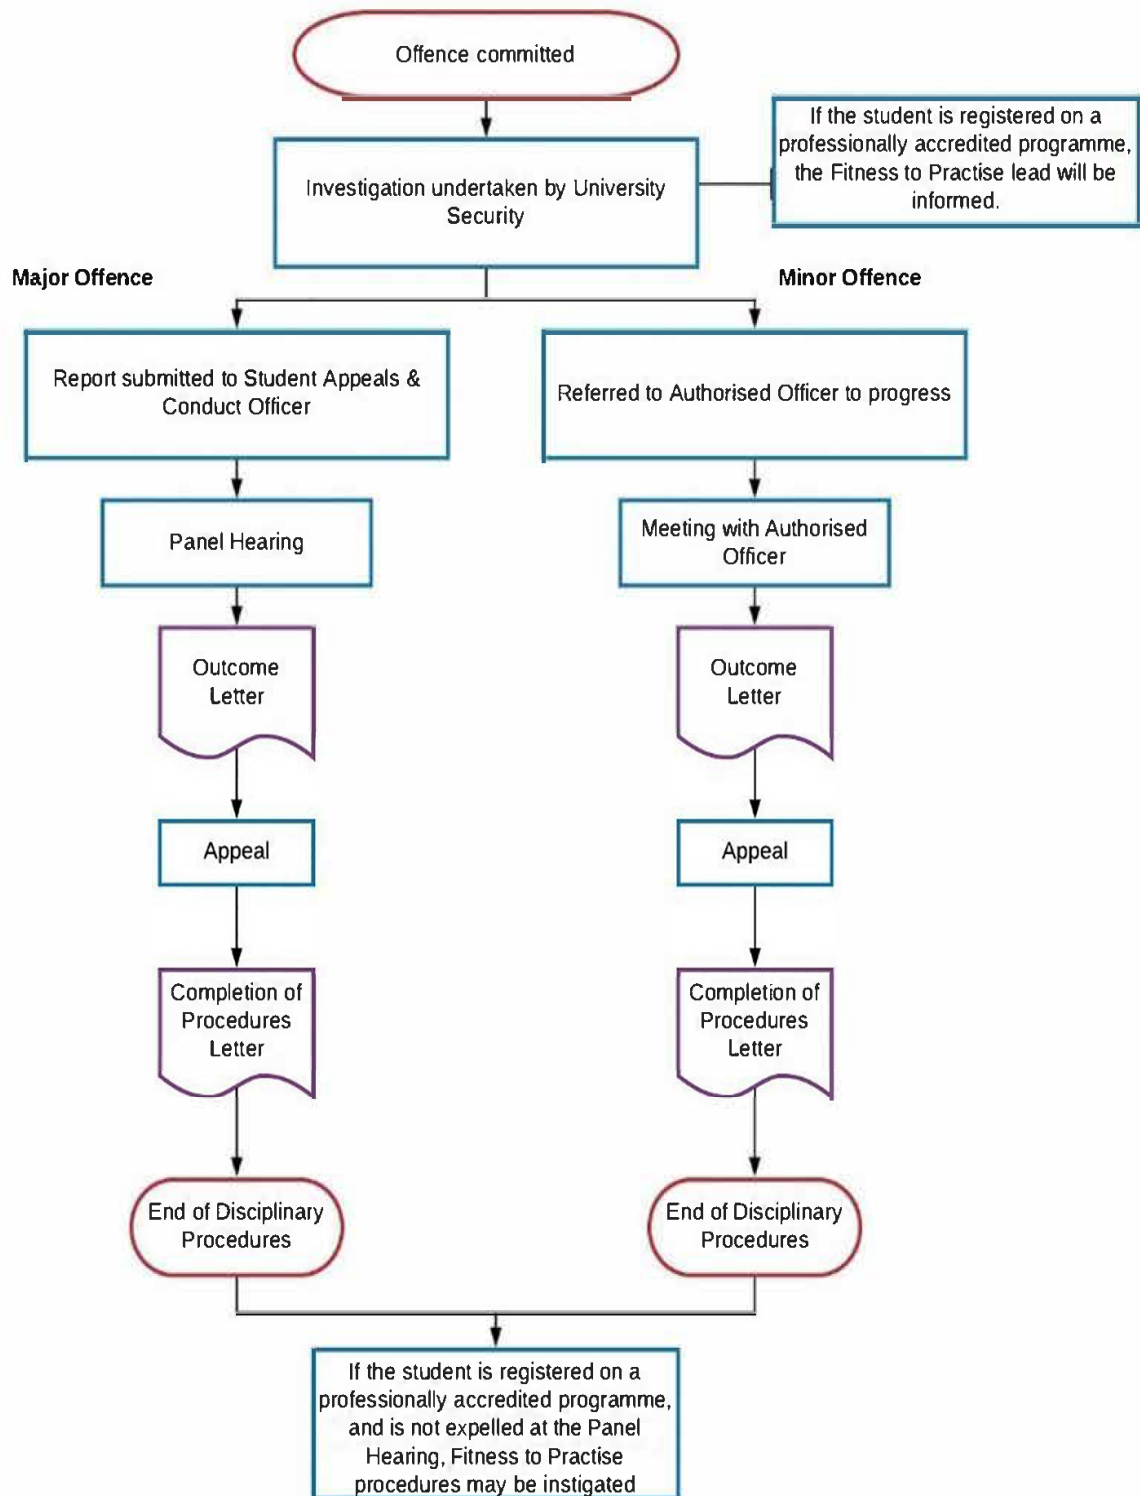 Offence committed
If the student is registered on a
professionally accredited programme,
the Fitness to Practise lead will be
informed.
Investigation undertaken by University
Security
Major Offence
Minor Offence
Report submitted to Student Appeals &
Conduct Officer
Referred to Authorised Officer to progress
Panel Hearing
Meeting with Authorised
Officer
Outcome
Letter
Outcome
Letter
Appeal
Appeal
Completion of
Procedures
Letter
Completion of
Procedures
Letter
End of Disciplinary
Procedures
End of Disciplinary
Procedures
If the student is registered on a
professionally accredited programme,
and is not expelled at the Panel
Hearing, Fitness to Practise
procedures may be instigated